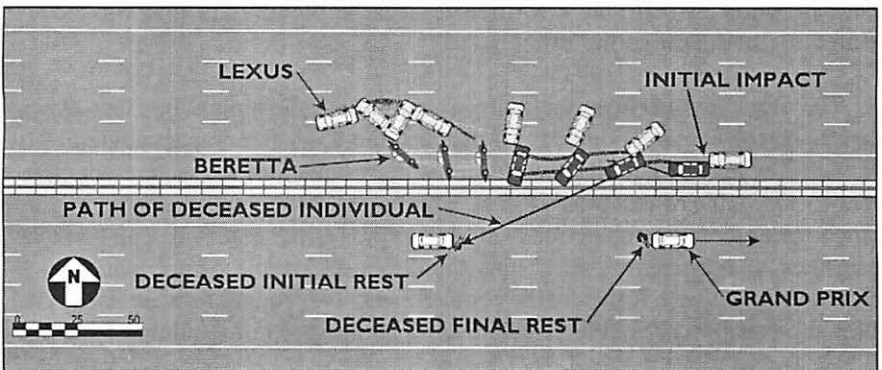 LEXUS
INITIAL IMPACT
BERETTA
PATH OF DECEASED INDIVIDUAL
DECEASED INITIAL REST
GRAND PRIX
DECEASED FINAL REST
N
0 25 50